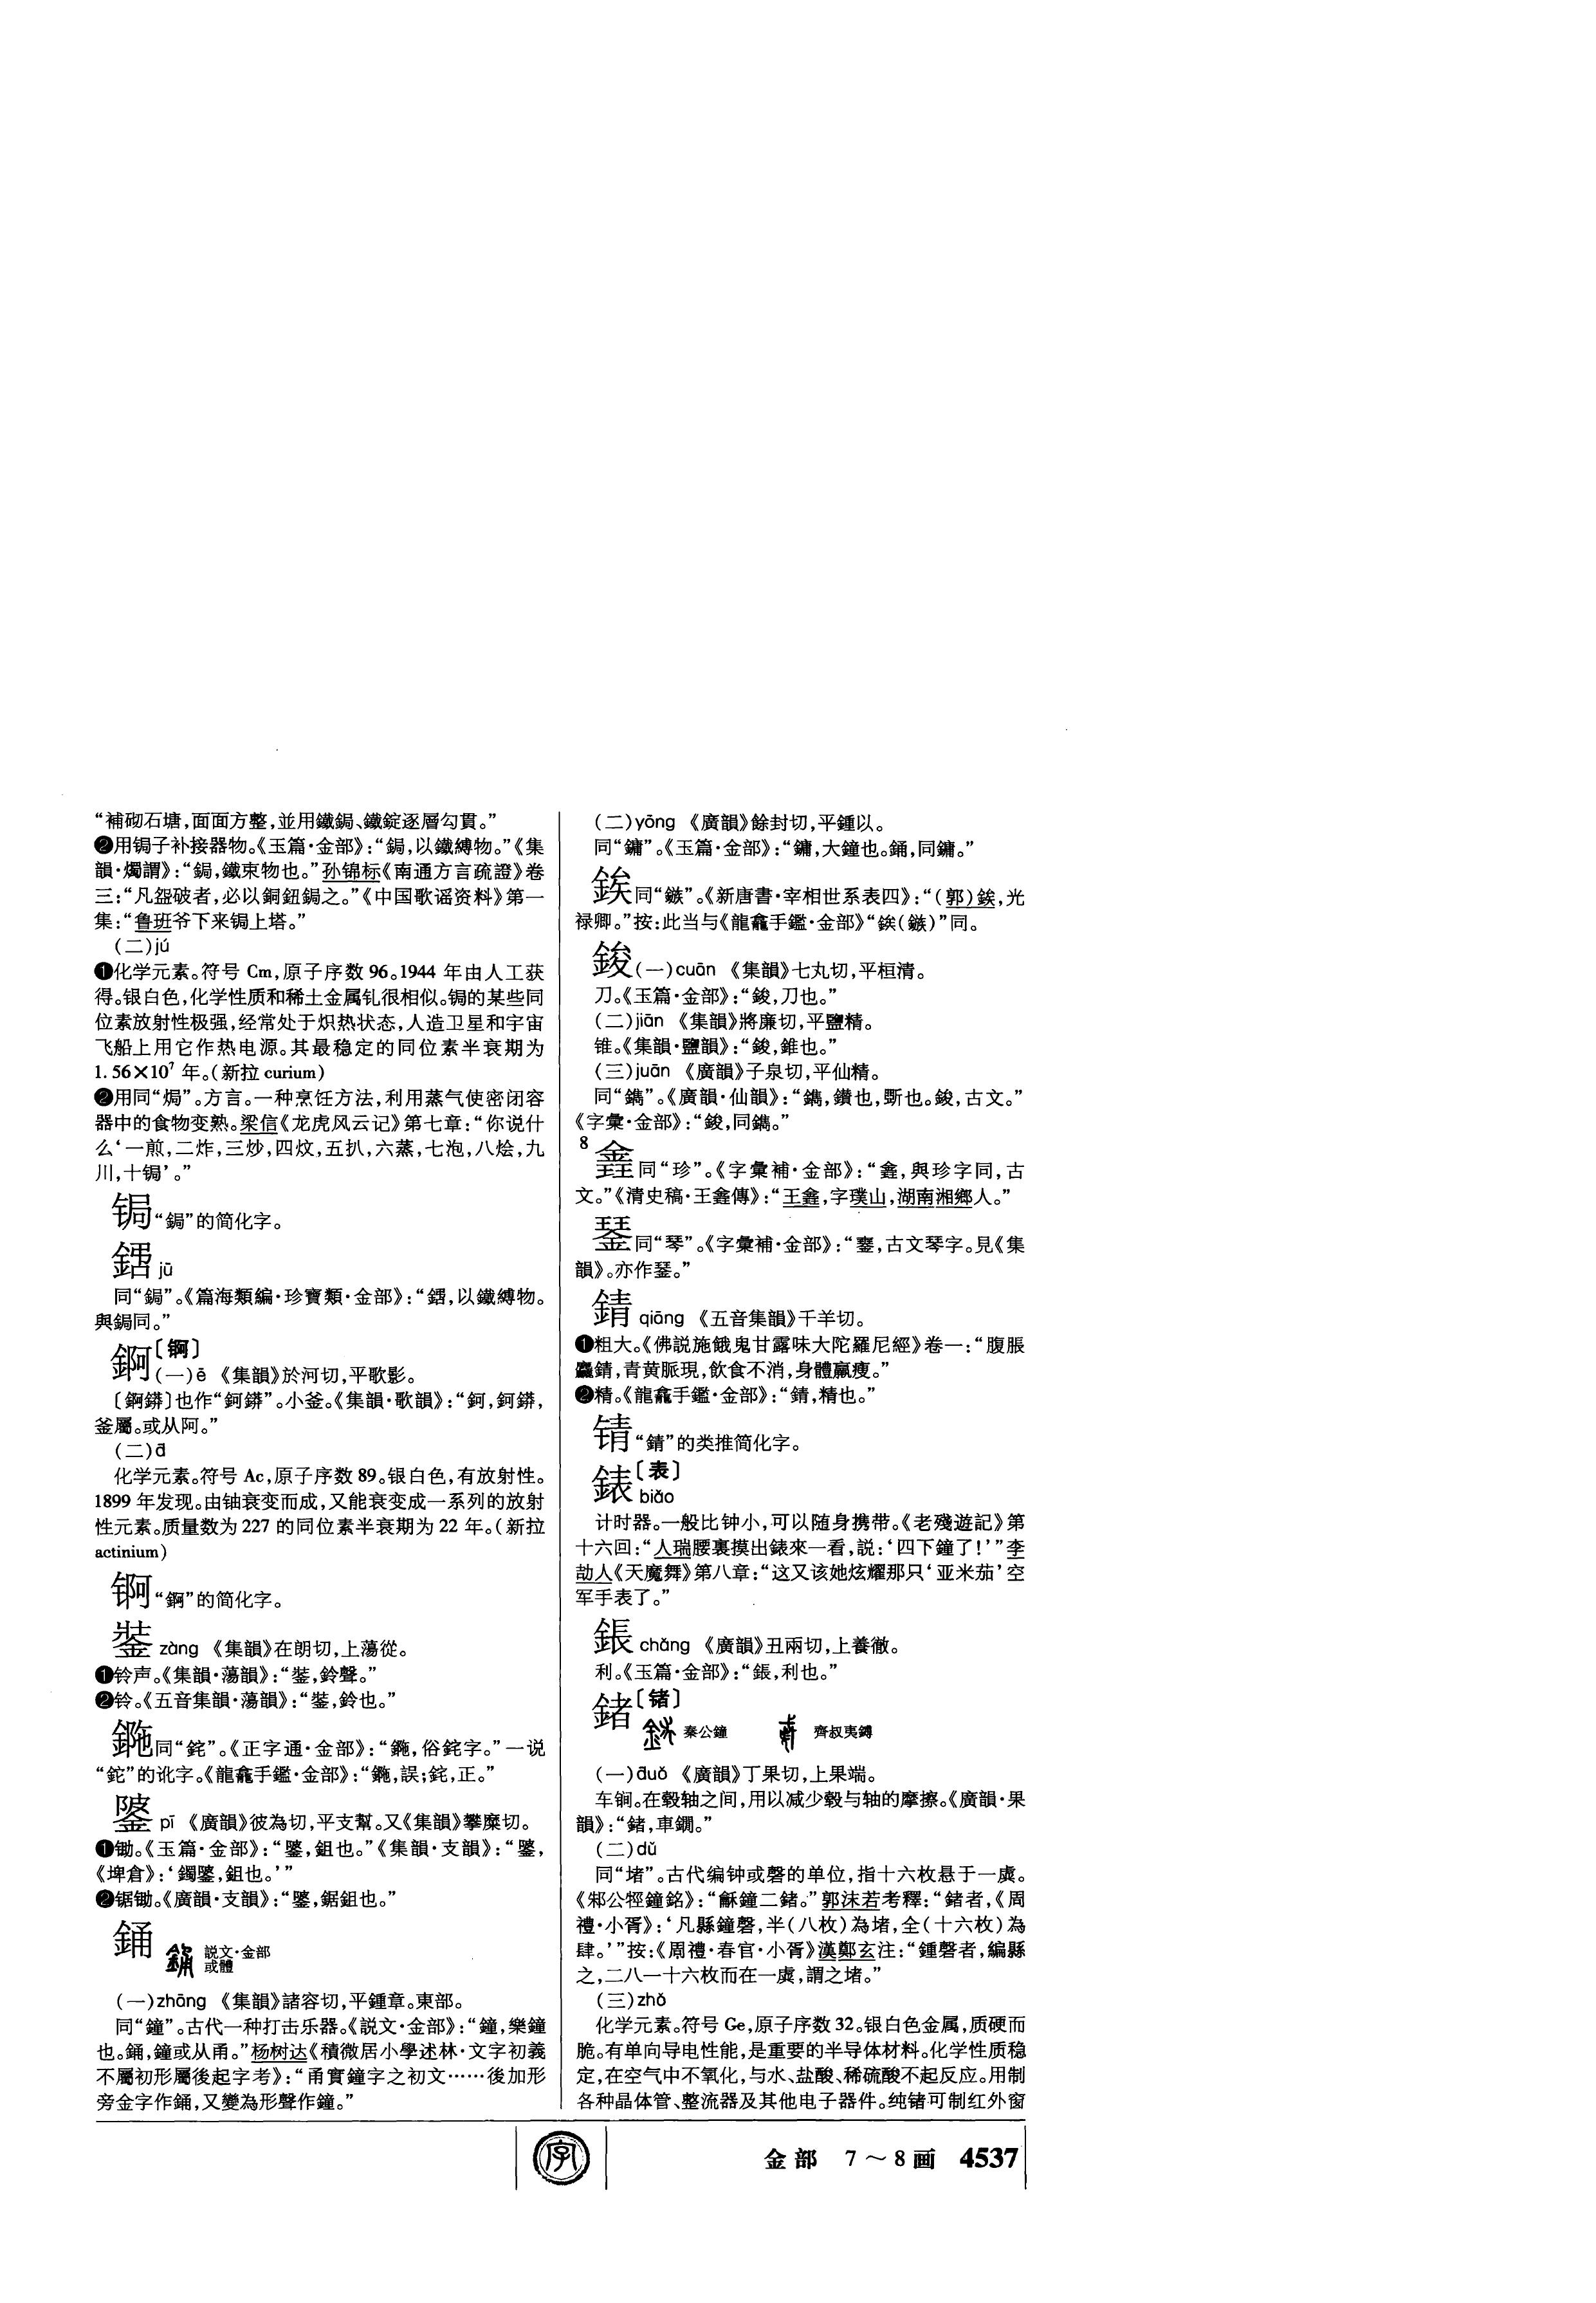 “補砌石塘,面面方整,並用鐵鋦、鐵錠逐層勾貫。”
❷用锔子补接器物。《玉篇·金部》:“鋦,以鐵縛物。”《集
韻·燭韻》:“鋦,鐵束物也。”孙锦标《南通方言疏證》卷
三:“凡盌破者,必以銅鈕鋦之。”《中国歌谣资料》第一
集:“鲁班爷下来锔上塔。”
(二)jú
❶化学元素。符号 Cm,原子序数 96。1944 年由人工获
得。银白色,化学性质和稀土金属钆很相似。锔的某些同
位素放射性极强,经常处于炽热状态,人造卫星和宇宙
飞船上用它作热电源。其最稳定的同位素半衰期为
1.56×10⁷ 年。(新拉 curium)
❷用同“焗”。方言。一种烹饪方法,利用蒸气使密闭容
器中的食物变熟。梁信《龙虎风云记》第七章:“你说什
么‘一煎,二炸,三炒,四炆,五扒,六蒸,七泡,八烩,九
川,十锔’。”
锔“鋦”的简化字。
jū
同“鋦”。《篇海類編·珍寶類·金部》:“,以鐵縛物。
與鋦同。”
錒〔锕〕
(一)ē 《集韻》於河切,平歌影。
〔錒鏻〕也作“鈳鏻”。小釜。《集韻·歌韻》:“鈳,鈳鏻,
釜屬。或从阿。”
(二)ā
化学元素。符号 Ac,原子序数 89。银白色,有放射性。
1899 年发现。由铀衰变而成,又能衰变成一系列的放射
性元素。质量数为 227 的同位素半衰期为 22 年。(新拉
actinium)
锕“錒”的简化字。
zàng 《集韻》在朗切,上蕩從。
❶铃声。《集韻·蕩韻》:“,鈴聲。”
❷铃。《五音集韻·蕩韻》:“,鈴也。”
同“鉈”。《正字通·金部》:“,俗鉈字。”一说
“鉈”的讹字。《龍龕手鑑·金部》:“,誤;鉈,正。”
pī 《廣韻》彼為切,平支幫。又《集韻》攀糜切。
❶锄。《玉篇·金部》:“,鉏也。”《集韻·支韻》:“,
《埤倉》:‘鐲,鉏也。’”
❷锯锄。《廣韻·支韻》:“,鋸鉏也。”
銿
説文·金部
或體
(一)zhōng 《集韻》諸容切,平鍾章。東部。
同“鐘”。古代一种打击乐器。《説文·金部》:“鐘,樂鐘
也。銿,鐘或从甬。”杨树达《積微居小學述林·文字初義
不屬初形屬後起字考》:“甬實鐘字之初文……後加形
旁金字作銿,又變為形聲作鐘。”
(二)yōng 《廣韻》餘封切,平鍾以。
同“鏞”。《玉篇·金部》:“鏞,大鐘也。銿,同鏞。”
鍭同“鏃”。《新唐書·宰相世系表四》:“(郭)鍭,光
禄卿。”按:此当与《龍龕手鑑·金部》“鍭(鏃)”同。
鋑(一)cuān 《集韻》七丸切,平桓清。
刀。《玉篇·金部》:“鋑,刀也。”
(二)jiān 《集韻》將廉切,平鹽精。
锥。《集韻·鹽韻》:“鋑,錐也。”
(三)juān 《廣韻》子泉切,平仙精。
同“鐫”。《廣韻·仙韻》:“鐫,鑽也,斲也。鋑,古文。”
《字彙·金部》:“鋑,同鐫。”
8
錱同“珍”。《字彙補·金部》:“錱,與珍字同,古
文。”《清史稿·王錱傳》:“王錱,字璞山,湖南湘鄉人。”
同“琴”。《字彙補·金部》:“,古文琴字。見《集
韻》。亦作。”
錆 qiāng 《五音集韻》千羊切。
❶粗大。《佛説施餓鬼甘露味大陀羅尼經》卷一:“腹脹
麤錆,青黄脈現,飲食不消,身體羸瘦。”
❷精。《龍龕手鑑·金部》:“錆,精也。”
锖“錆”的类推简化字。
錶〔表〕
biǎo
计时器。一般比钟小,可以随身携带。《老殘遊記》第
十六回:“人瑞腰裏摸出錶來一看,説:‘四下鐘了!’”李
劼人《天魔舞》第八章:“这又该她炫耀那只‘亚米茄’空
军手表了。”
鋹 chǎng 《廣韻》丑兩切,上養徹。
利。《玉篇·金部》:“鋹,利也。”
鍺〔锗〕
秦公鐘 齊叔夷鎛
(一)duǒ 《廣韻》丁果切,上果端。
车锏。在毂轴之间,用以减少毂与轴的摩擦。《廣韻·果
韻》:“鍺,車鐗。”
(二)dǔ
同“堵”。古代编钟或磬的单位,指十六枚悬于一虡。
《邾公牼鐘銘》:“龢鐘二鍺。”郭沫若考釋:“鍺者,《周
禮·小胥》:‘凡縣鐘磬,半(八枚)為堵,全(十六枚)為
肆。’”按:《周禮·春官·小胥》漢鄭玄注:“鍾磬者,編縣
之,二八一十六枚而在一虡,謂之堵。”
(三)zhě
化学元素。符号 Ge,原子序数 32。银白色金属,质硬而
脆。有单向导电性能,是重要的半导体材料。化学性质稳
定,在空气中不氧化,与水、盐酸、稀硫酸不起反应。用制
各种晶体管、整流器及其他电子器件。纯锗可制红外窗
字
金部 7～8画 4537